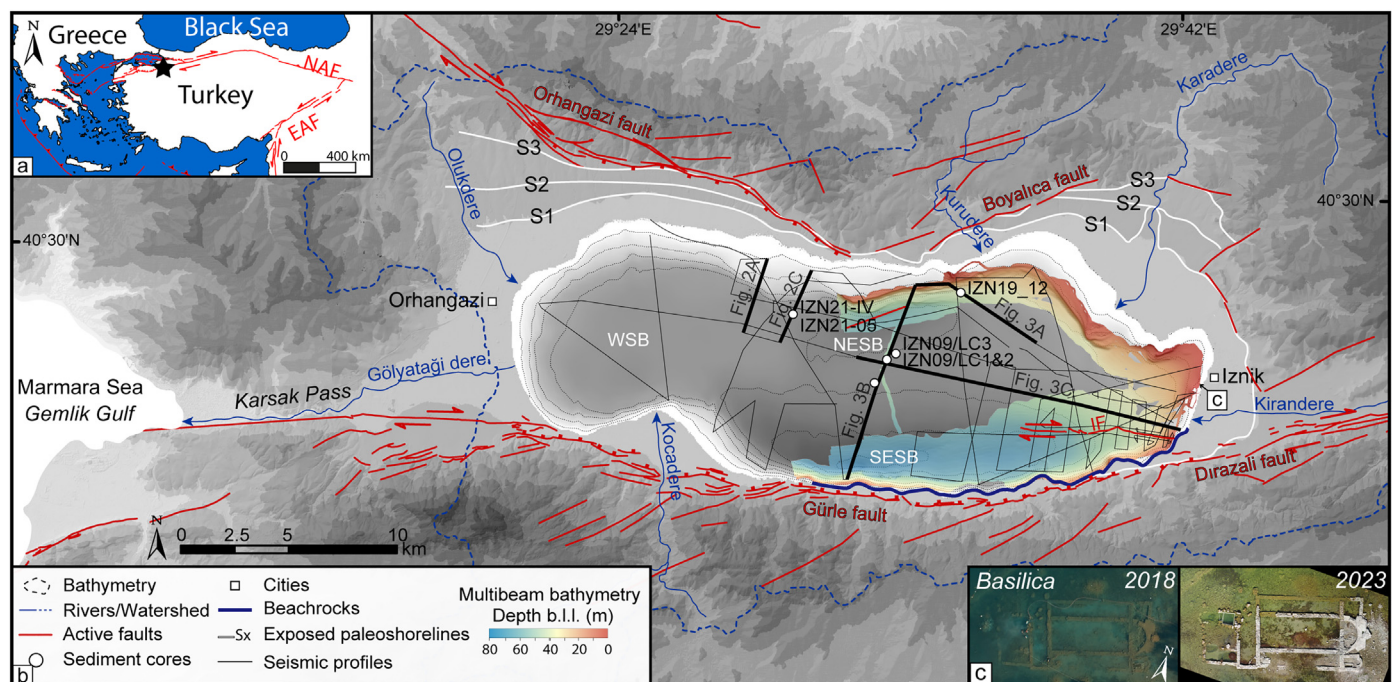 N
Greece
Black Sea
NAF
Turkey
EAF
0 400 km
a
29°24'E
29°42'E
40°30'N
40°30'N
Orhangazi fault
Karadere
Olukdere
S3
S2
S1
Kurudere
Boyalıca fault
S3
S2
S1
Orhangazi
Fig. 2A
Fig. 2C
IZN21-IV
IZN21-05
IZN19_12
Fig. 3A
WSB
NESB
IZN09/LC3
IZN09/LC1&2
Fig. 3C
Fig. 3B
Iznik
c
Kirandere
Marmara Sea
Gemlik Gulf
Karsak Pass
Gölyataği dere
Kocadere
IF
SESB
Gürle fault
Dırazali fault
N
0 2.5 5 10
km
Bathymetry
Rivers/Watershed
Active faults
Sediment cores
Cities
Beachrocks
Sx Exposed paleoshorelines
Seismic profiles
Multibeam bathymetry
Depth b.l.l. (m)
80 60 40 20 0
b
Basilica 2018
2023
N
c